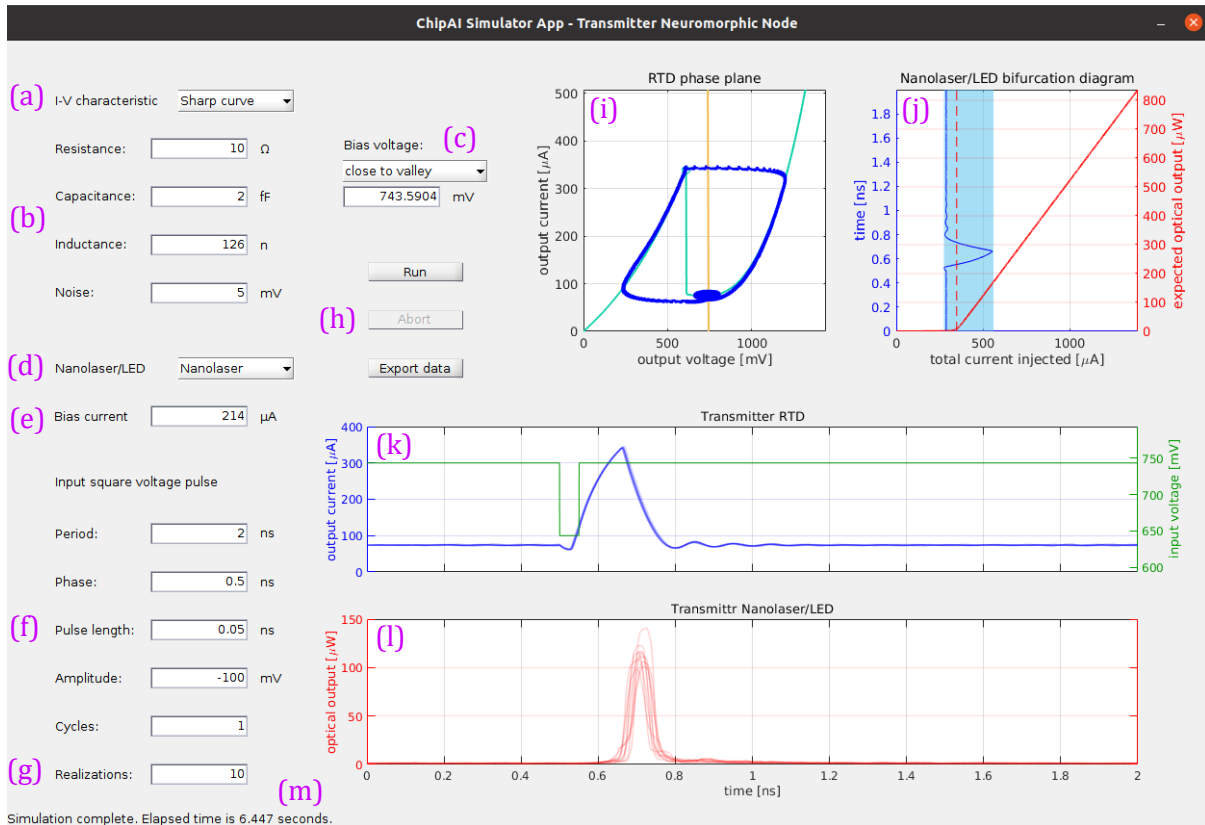 ChipAI Simulator App - Transmitter Neuromorphic Node
(a) I-V characteristic Sharp curve
Resistance: 10 Ω
Capacitance: 2 fF
(b)
Inductance: 126 n
Noise: 5 mV
Bias voltage: (c)
close to valley
743.5904 mV
Run
(h) Abort
Export data
(d) Nanolaser/LED Nanolaser
(e) Bias current 214 μA
Input square voltage pulse
Period: 2 ns
Phase: 0.5 ns
(f) Pulse length: 0.05 ns
Amplitude: -100 mV
Cycles: 1
(g) Realizations: 10
(m)
Simulation complete. Elapsed time is 6.447 seconds.
RTD phase plane
(i)
output current [μA]
500
400
300
200
100
0
0 500 1000
output voltage [mV]
Nanolaser/LED bifurcation diagram
(j)
time [ns]
1.8
1.6
1.4
1.2
1
0.8
0.6
0.4
0.2
0
0 500 1000
total current injected [μA]
800
700
600
500
400
300
200
100
0
expected optical output [μW]
Transmitter RTD
(k)
output current [μA]
400
300
200
100
0
750
700
650
600
input voltage [mV]
Transmittr Nanolaser/LED
(l)
optical output [μW]
150
100
50
0
0 0.2 0.4 0.6 0.8 1 1.2 1.4 1.6 1.8 2
time [ns]